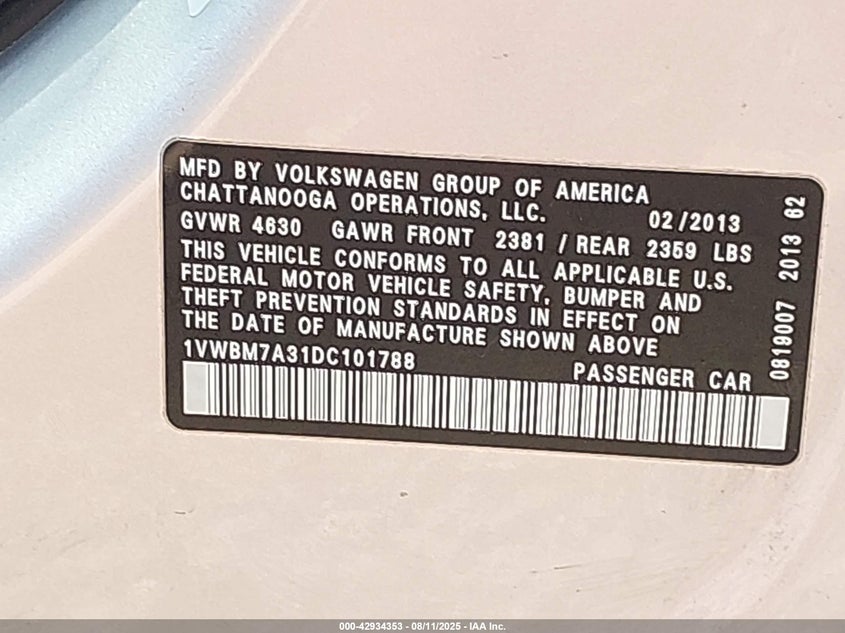 MFD BY VOLKSWAGEN GROUP OF AMERICA
CHATTANOOGA OPERATIONS, LLC. 02/2013
GVWR 4630 GAWR FRONT 2381 / REAR 2359 LBS
THIS VEHICLE CONFORMS TO ALL APPLICABLE U.S.
FEDERAL MOTOR VEHICLE SAFETY, BUMPER AND
THEFT PREVENTION STANDARDS IN EFFECT ON
THE DATE OF MANUFACTURE SHOWN ABOVE
1VWBM7A31DC101788
PASSENGER CAR
0819007 2013 62
000-42934353 - 08/11/2025 - IAA Inc.